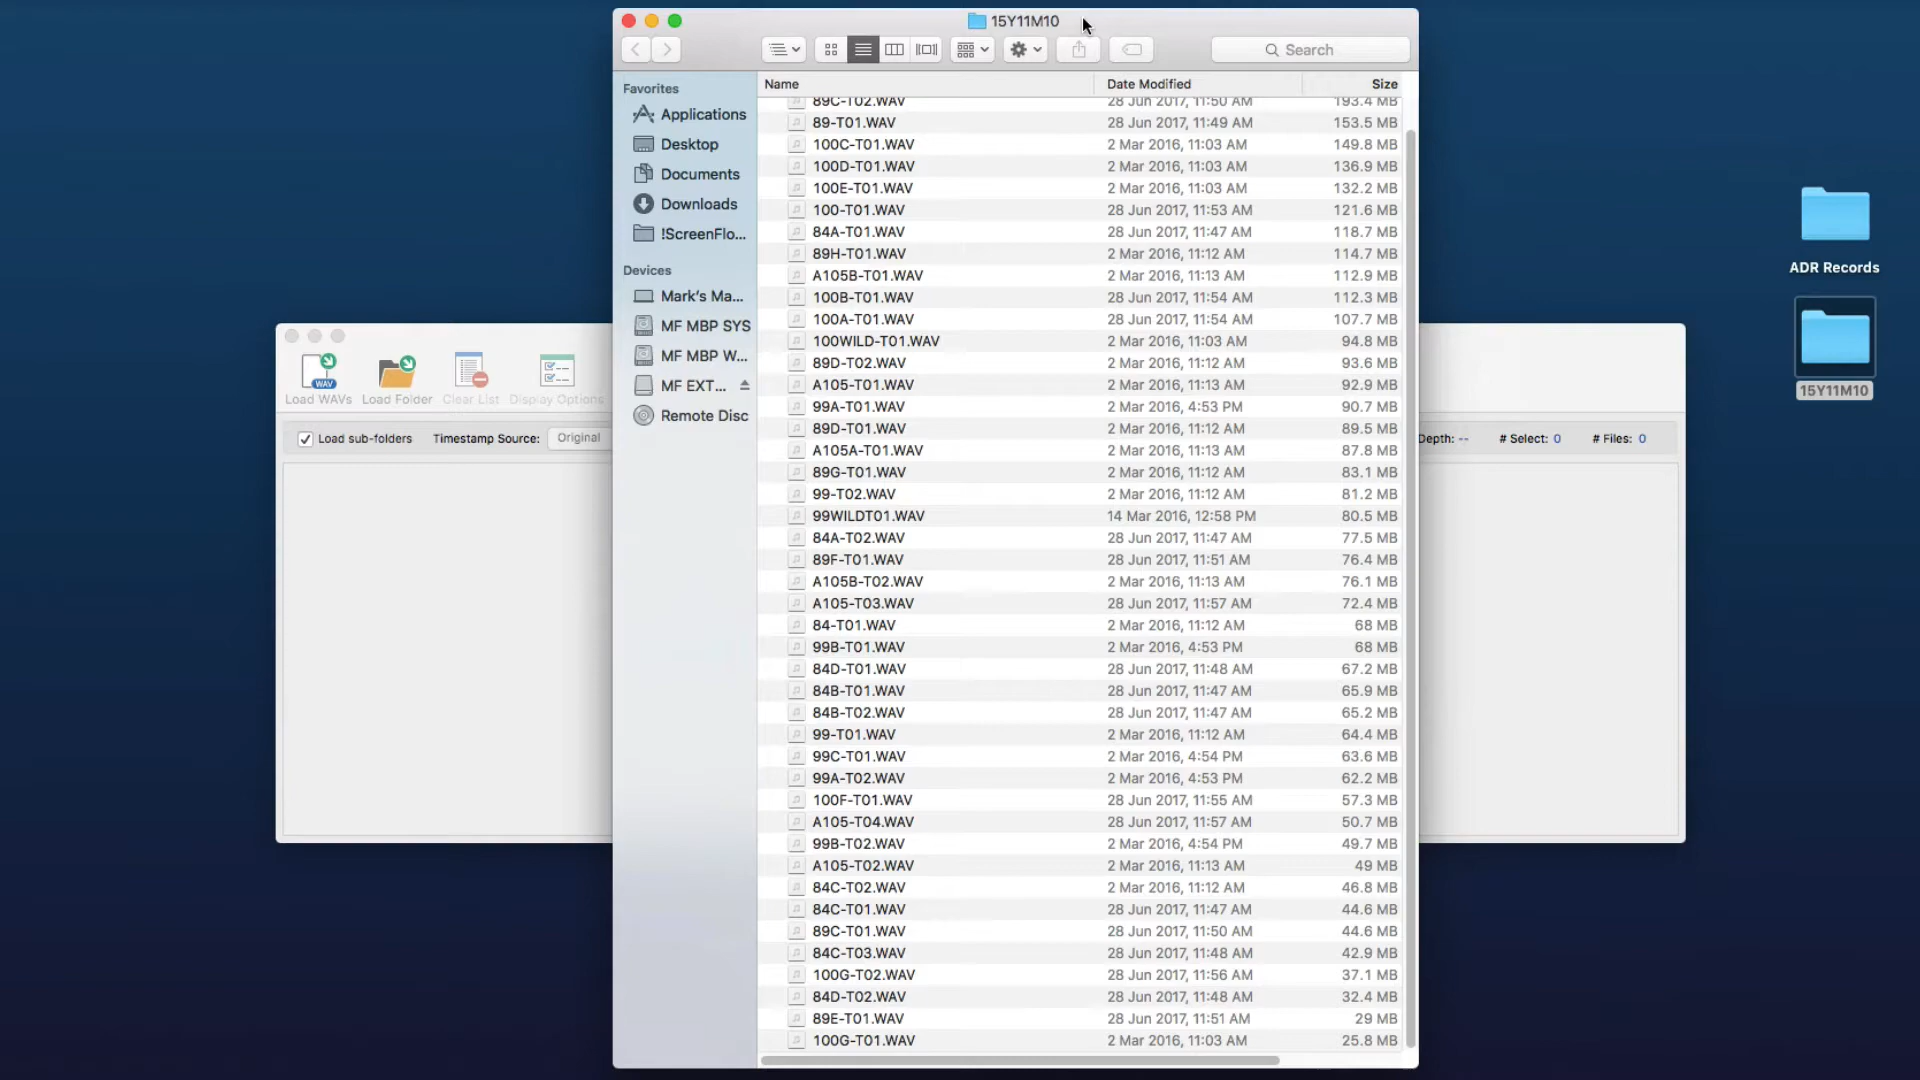 15Y11M10
Search
Favorites
Applications
Desktop
Documents
Downloads
!ScreenFlo...
Devices
Mark's Ma...
MF MBP SYS
MF MBP W...
MF EXT...
Remote Disc
Name Date Modified Size
89C-T02.WAV 28 Jun 2017, 11:50 AM 193.4 MB
89-T01.WAV 28 Jun 2017, 11:49 AM 153.5 MB
100C-T01.WAV 2 Mar 2016, 11:03 AM 149.8 MB
100D-T01.WAV 2 Mar 2016, 11:03 AM 136.9 MB
100E-T01.WAV 2 Mar 2016, 11:03 AM 132.2 MB
100-T01.WAV 28 Jun 2017, 11:53 AM 121.6 MB
84A-T01.WAV 28 Jun 2017, 11:47 AM 118.7 MB
89H-T01.WAV 2 Mar 2016, 11:12 AM 114.7 MB
A105B-T01.WAV 2 Mar 2016, 11:13 AM 112.9 MB
100B-T01.WAV 28 Jun 2017, 11:54 AM 112.3 MB
100A-T01.WAV 28 Jun 2017, 11:54 AM 107.7 MB
100WILD-T01.WAV 2 Mar 2016, 11:03 AM 94.8 MB
89D-T02.WAV 2 Mar 2016, 11:12 AM 93.6 MB
A105-T01.WAV 2 Mar 2016, 11:13 AM 92.9 MB
99A-T01.WAV 2 Mar 2016, 4:53 PM 90.7 MB
89D-T01.WAV 2 Mar 2016, 11:12 AM 89.5 MB
A105A-T01.WAV 2 Mar 2016, 11:13 AM 87.8 MB
89G-T01.WAV 2 Mar 2016, 11:12 AM 83.1 MB
99-T02.WAV 2 Mar 2016, 11:12 AM 81.2 MB
99WILDT01.WAV 14 Mar 2016, 12:58 PM 80.5 MB
84A-T02.WAV 28 Jun 2017, 11:47 AM 77.5 MB
89F-T01.WAV 28 Jun 2017, 11:51 AM 76.4 MB
A105B-T02.WAV 2 Mar 2016, 11:13 AM 76.1 MB
A105-T03.WAV 28 Jun 2017, 11:57 AM 72.4 MB
84-T01.WAV 2 Mar 2016, 11:12 AM 68 MB
99B-T01.WAV 2 Mar 2016, 4:53 PM 68 MB
84D-T01.WAV 28 Jun 2017, 11:48 AM 67.2 MB
84B-T01.WAV 28 Jun 2017, 11:47 AM 65.9 MB
84B-T02.WAV 28 Jun 2017, 11:47 AM 65.2 MB
99-T01.WAV 2 Mar 2016, 11:12 AM 64.4 MB
99C-T01.WAV 2 Mar 2016, 4:54 PM 63.6 MB
99A-T02.WAV 2 Mar 2016, 4:53 PM 62.2 MB
100F-T01.WAV 28 Jun 2017, 11:55 AM 57.3 MB
A105-T04.WAV 28 Jun 2017, 11:57 AM 50.7 MB
99B-T02.WAV 2 Mar 2016, 4:54 PM 49.7 MB
A105-T02.WAV 2 Mar 2016, 11:13 AM 49 MB
84C-T02.WAV 2 Mar 2016, 11:12 AM 46.8 MB
84C-T01.WAV 28 Jun 2017, 11:47 AM 44.6 MB
89C-T01.WAV 28 Jun 2017, 11:50 AM 44.6 MB
84C-T03.WAV 28 Jun 2017, 11:48 AM 42.9 MB
100G-T02.WAV 28 Jun 2017, 11:56 AM 37.1 MB
84D-T02.WAV 28 Jun 2017, 11:48 AM 32.4 MB
89E-T01.WAV 28 Jun 2017, 11:51 AM 29 MB
100G-T01.WAV 2 Mar 2016, 11:03 AM 25.8 MB
WAV
Load WAVs Load Folder Clear List Display Options
Load sub-folders Timestamp Source: Original
Depth: -- # Select: 0 # Files: 0
ADR Records
15Y11M10